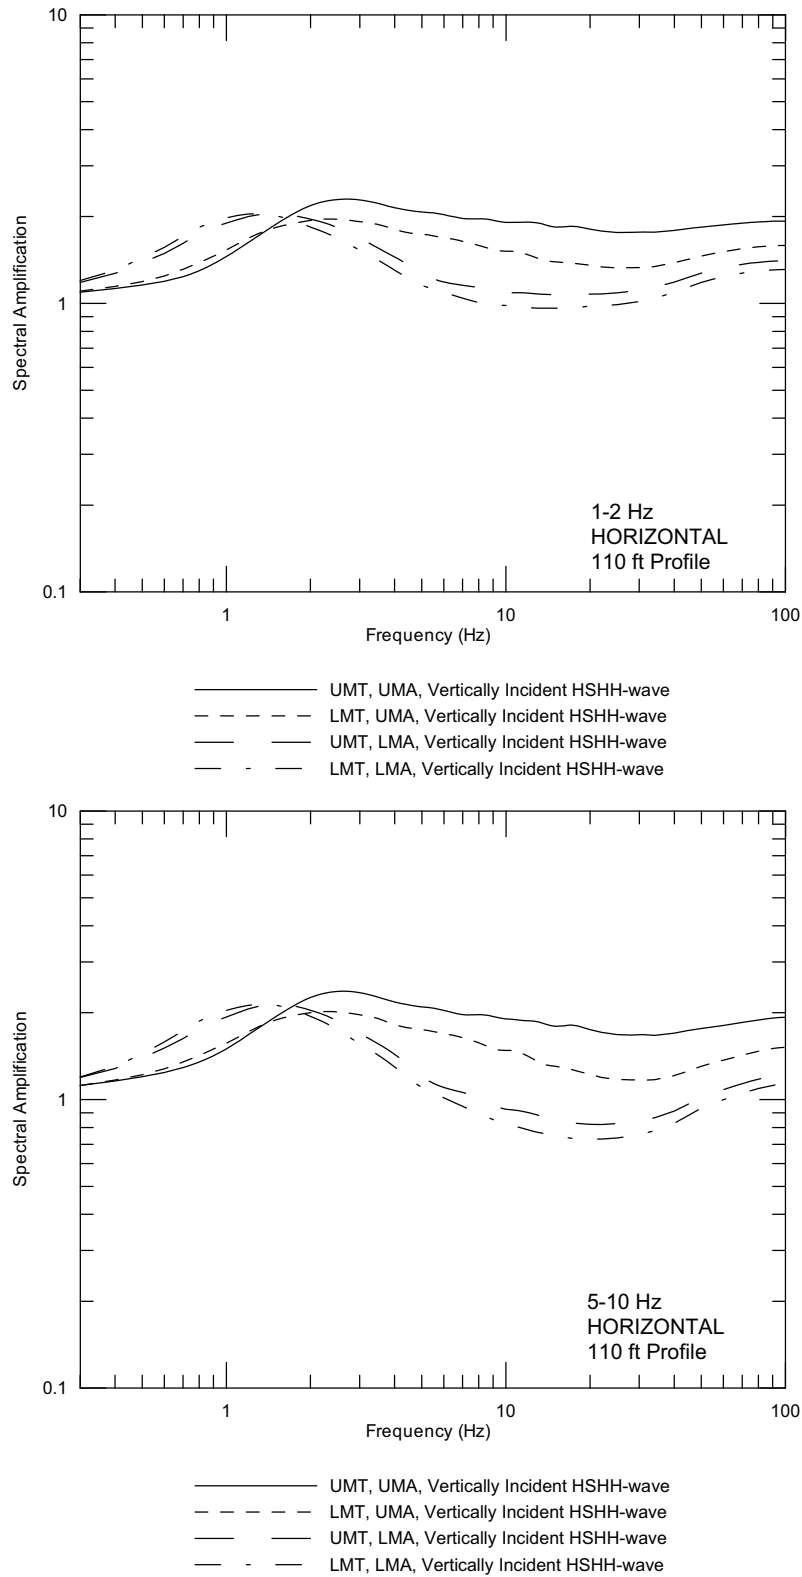 10
1
0.1
Spectral Amplification
1-2 Hz
HORIZONTAL
110 ft Profile
1 10 100
Frequency (Hz)
UMT, UMA, Vertically Incident HSHH-wave
LMT, UMA, Vertically Incident HSHH-wave
UMT, LMA, Vertically Incident HSHH-wave
LMT, LMA, Vertically Incident HSHH-wave
10
1
0.1
Spectral Amplification
5-10 Hz
HORIZONTAL
110 ft Profile
1 10 100
Frequency (Hz)
UMT, UMA, Vertically Incident HSHH-wave
LMT, UMA, Vertically Incident HSHH-wave
UMT, LMA, Vertically Incident HSHH-wave
LMT, LMA, Vertically Incident HSHH-wave